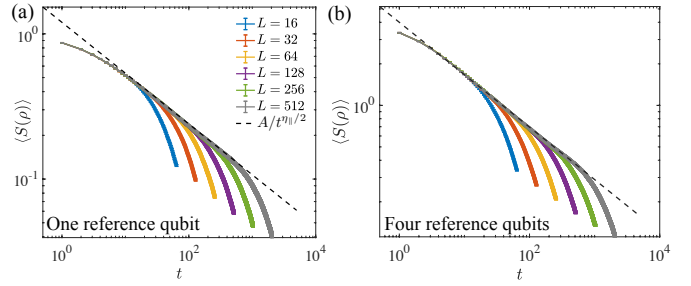 (a)
⟨S(ρ)⟩
10^0
10^-1
L = 16
L = 32
L = 64
L = 128
L = 256
L = 512
A/t^{η_∥/2}
One reference qubit
10^0 10^2 10^4
t
(b)
⟨S(ρ)⟩
10^0
Four reference qubits
10^0 10^2 10^4
t